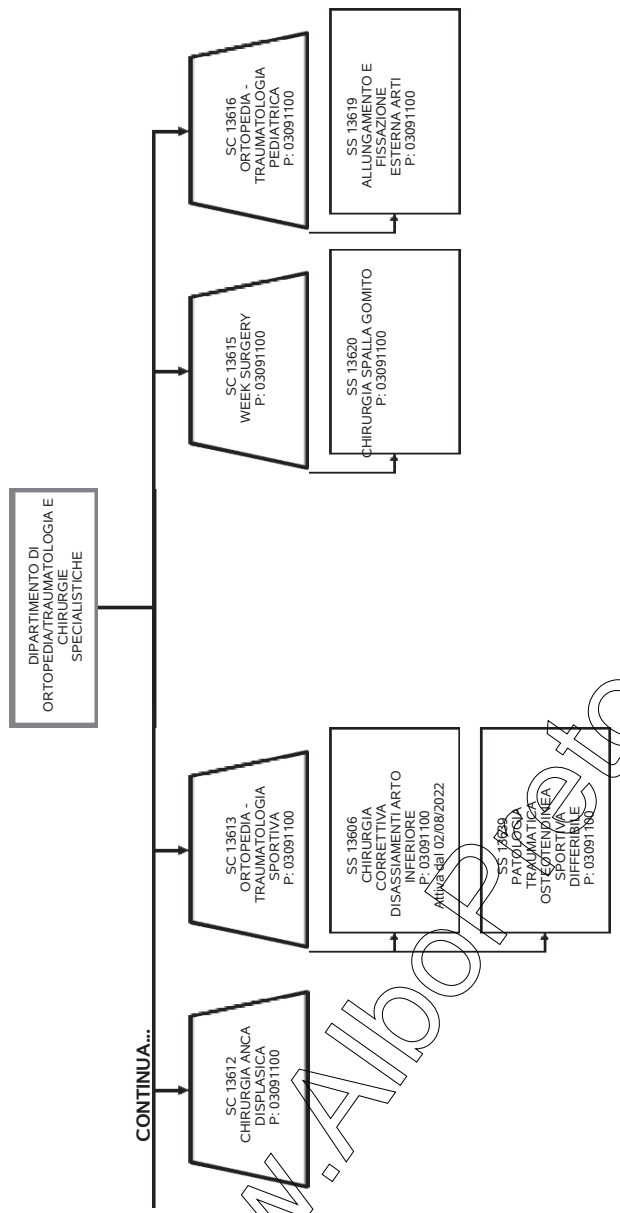 DIPARTIMENTO DI
ORTOPEDIA/TRAUMATOLOGIA E
CHIRURGIE
SPECIALISTICHE
CONTINUA...
SC 13612
CHIRURGIA ANCA
DISPLASICA
P: 03091100
SC 13613
ORTOPEDIA -
TRAUMATOLOGIA
SPORTIVA
P: 03091100
SS 13606
CHIRURGIA
CORRETTIVA
DISASSIAMENTI ARTO
INFERIORE
P: 03091100
Attiva dal 02/08/2022
SS 13699
PATOLOGIA
TRAUMATICA
OSTEOTENDINEA
SPORTIVA
DIFFERIBILE
P: 03091100
SC 13615
WEEK SURGERY
P: 03091100
SS 13620
CHIRURGIA SPALLA GOMITO
P: 03091100
SC 13616
ORTOPEDIA -
TRAUMATOLOGIA
PEDIATRICA
P: 03091100
SS 13619
ALLUNGAMENTO E
FISSAZIONE
ESTERNA ARTI
P: 03091100
w.AlboPreto